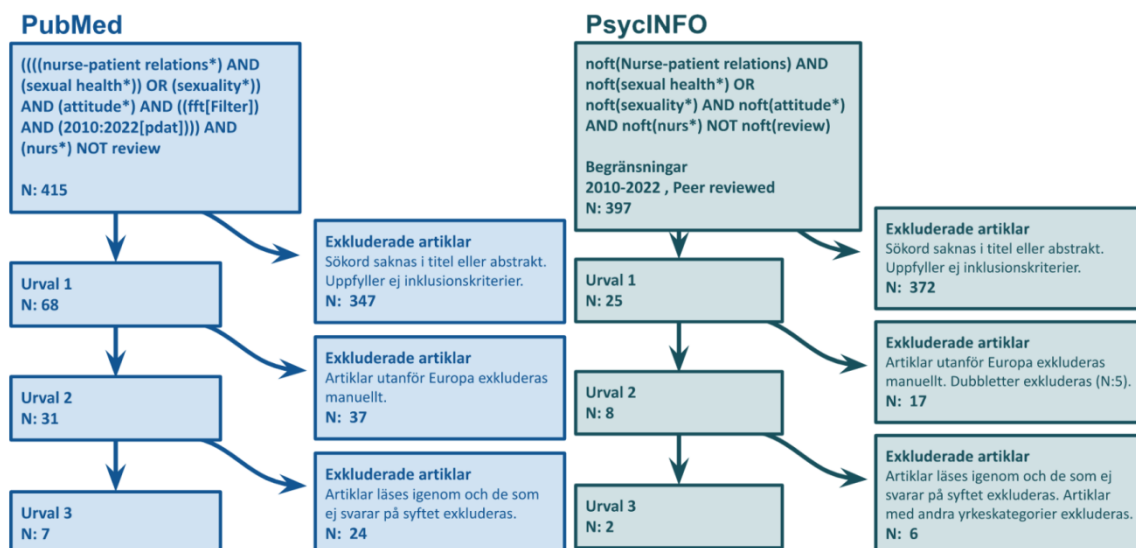 PubMed
((((nurse-patient relations*) AND
(sexual health*)) OR (sexuality*))
AND (attitude*) AND ((fft[Filter])
AND (2010:2022[pdat]))) AND
(nurs*) NOT review
N: 415
Exkluderade artiklar
Sökord saknas i titel eller abstrakt.
Uppfyller ej inklusionskriterier.
N: 347
Urval 1
N: 68
Exkluderade artiklar
Artiklar utanför Europa exkluderas
manuellt.
N: 37
Urval 2
N: 31
Exkluderade artiklar
Artiklar läses igenom och de som
ej svarar på syftet exkluderas.
N: 24
Urval 3
N: 7
PsycINFO
noft(Nurse-patient relations) AND
noft(sexual health*) OR
noft(sexuality*) AND noft(attitude*)
AND noft(nurs*) NOT noft(review)
Begränsningar
2010-2022 , Peer reviewed
N: 397
Exkluderade artiklar
Sökord saknas i titel eller abstrakt.
Uppfyller ej inklusionskriterier.
N: 372
Urval 1
N: 25
Exkluderade artiklar
Artiklar utanför Europa exkluderas
manuellt. Dubbletter exkluderas (N:5).
N: 17
Urval 2
N: 8
Exkluderade artiklar
Artiklar läses igenom och de som ej
svarar på syftet exkluderas. Artiklar
med andra yrkeskategorier exkluderas.
N: 6
Urval 3
N: 2